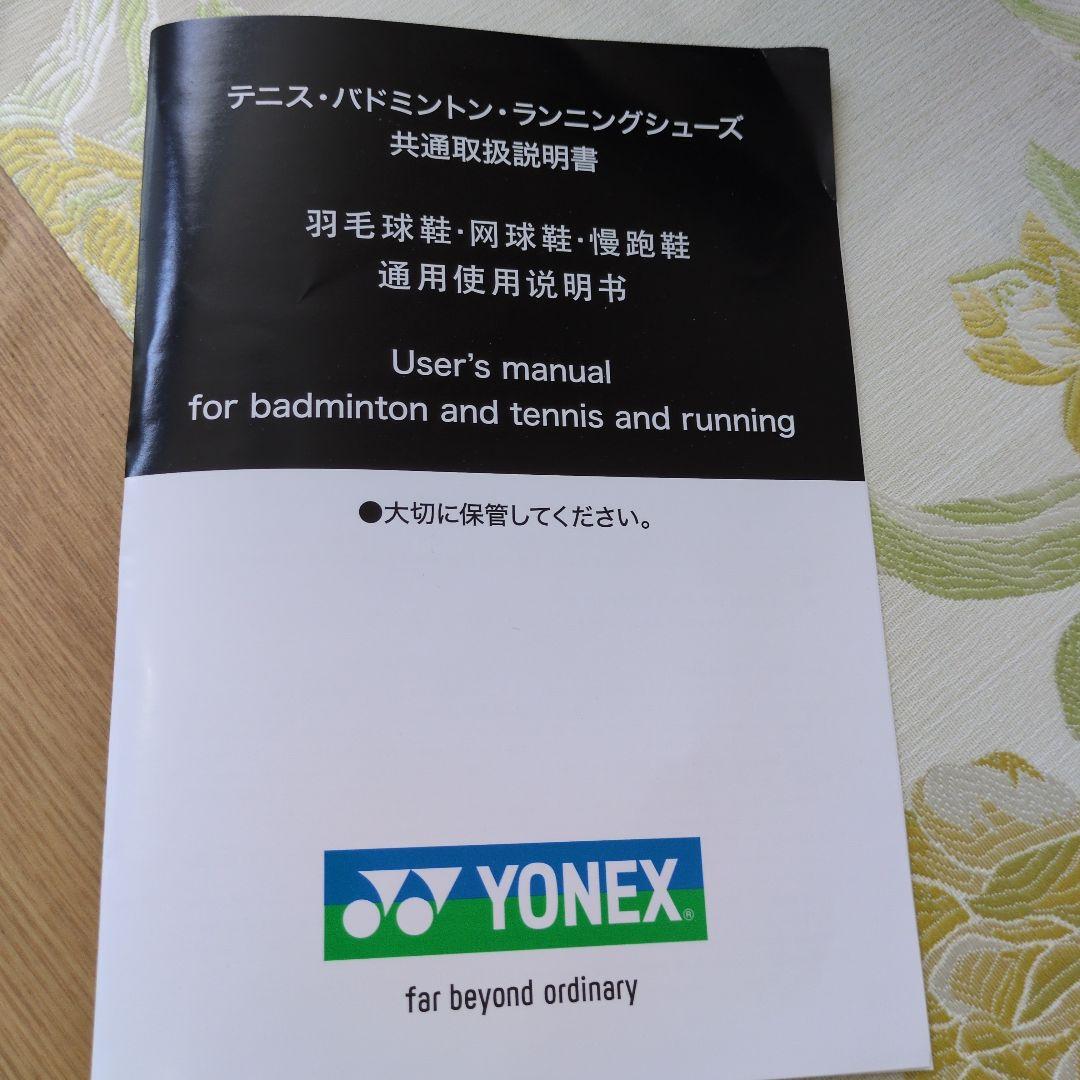 テニス・バドミントン・ランニングシューズ
共通取扱説明書
羽毛球鞋·网球鞋·慢跑鞋
通用使用说明书
User's manual
for badminton and tennis and running
●大切に保管してください。
YONEX®
far beyond ordinary